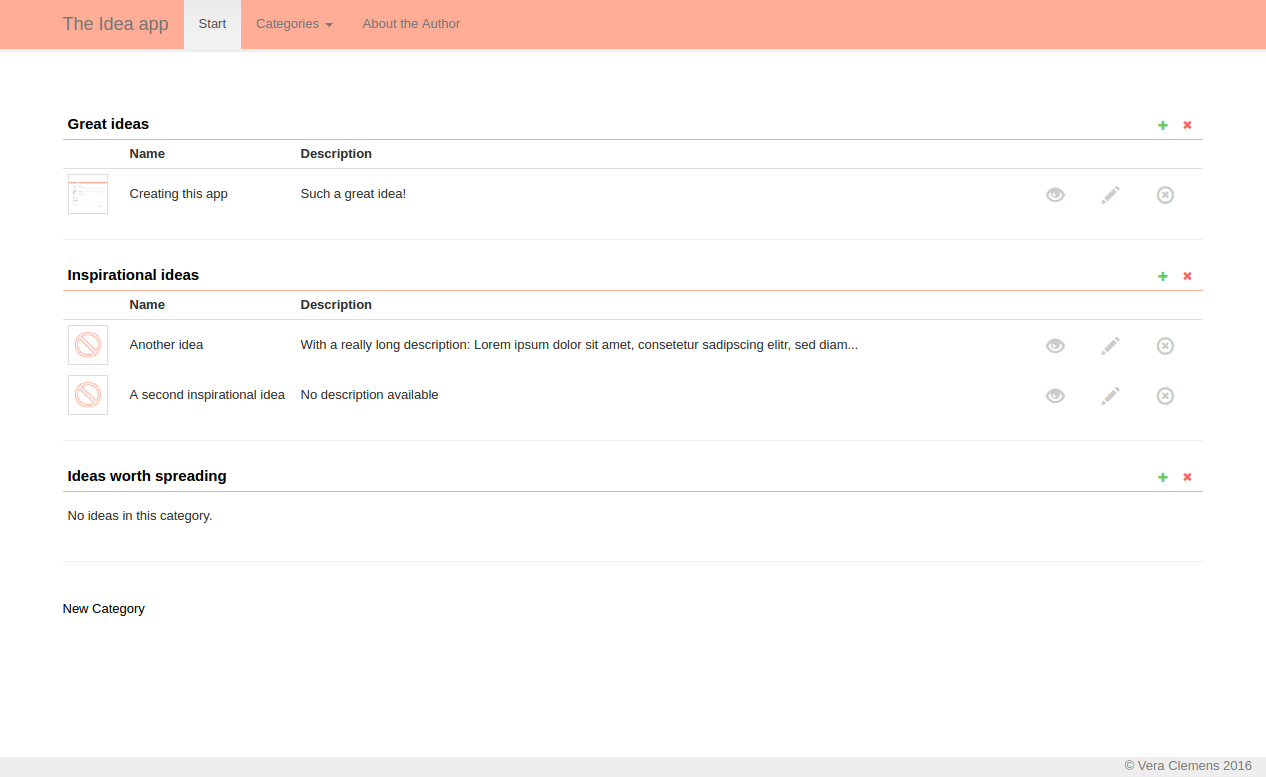 The Idea app Start Categories About the Author
Great ideas
Name Description
Creating this app Such a great idea!
Inspirational ideas
Name Description
Another idea With a really long description: Lorem ipsum dolor sit amet, consetetur sadipscing elitr, sed diam...
A second inspirational idea No description available
Ideas worth spreading
No ideas in this category.
New Category
© Vera Clemens 2016